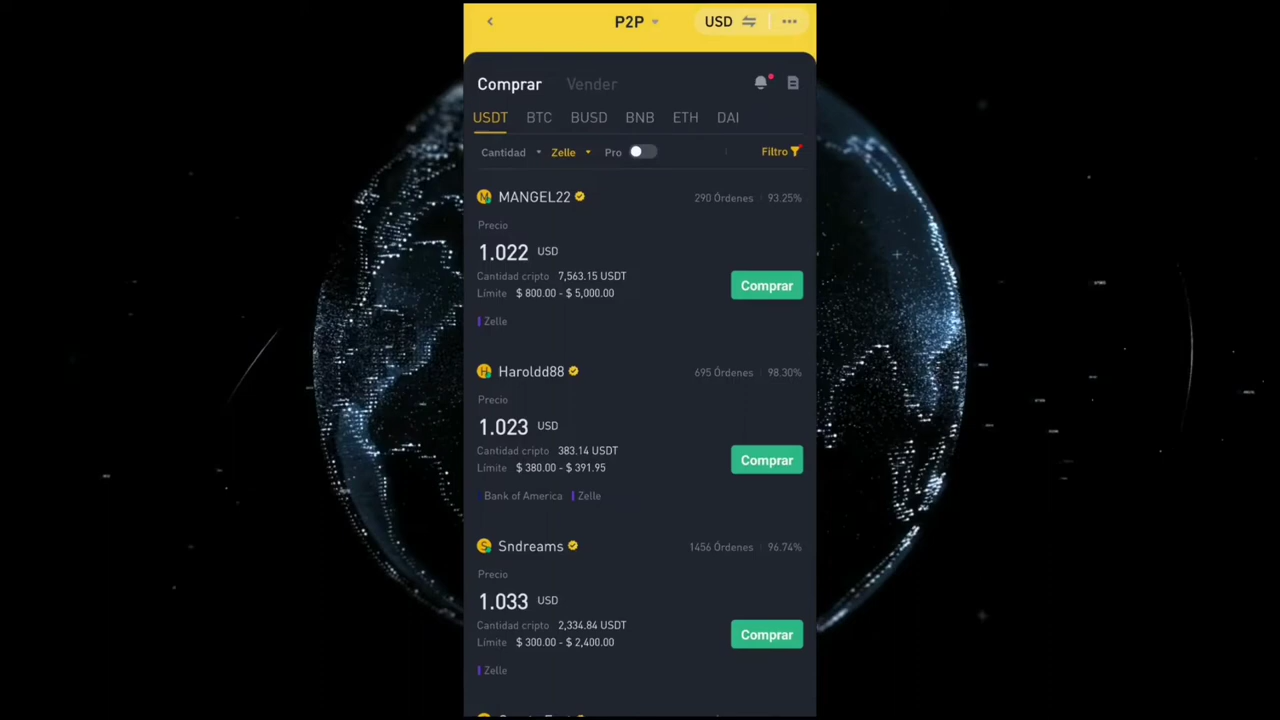 P2P USD
Comprar Vender
USDT BTC BUSD BNB ETH DAI
Cantidad Zelle Pro Filtro
M MANGEL22 290 Órdenes 93.25%
Precio
1.022 USD
Cantidad cripto 7,563.15 USDT
Límite $ 800.00 - $ 5,000.00
Comprar
Zelle
H Haroldd88 695 Órdenes 98.30%
Precio
1.023 USD
Cantidad cripto 383.14 USDT
Límite $ 380.00 - $ 391.95
Comprar
Bank of America Zelle
S Sndreams 1456 Órdenes 96.74%
Precio
1.033 USD
Cantidad cripto 2,334.84 USDT
Límite $ 300.00 - $ 2,400.00
Comprar
Zelle